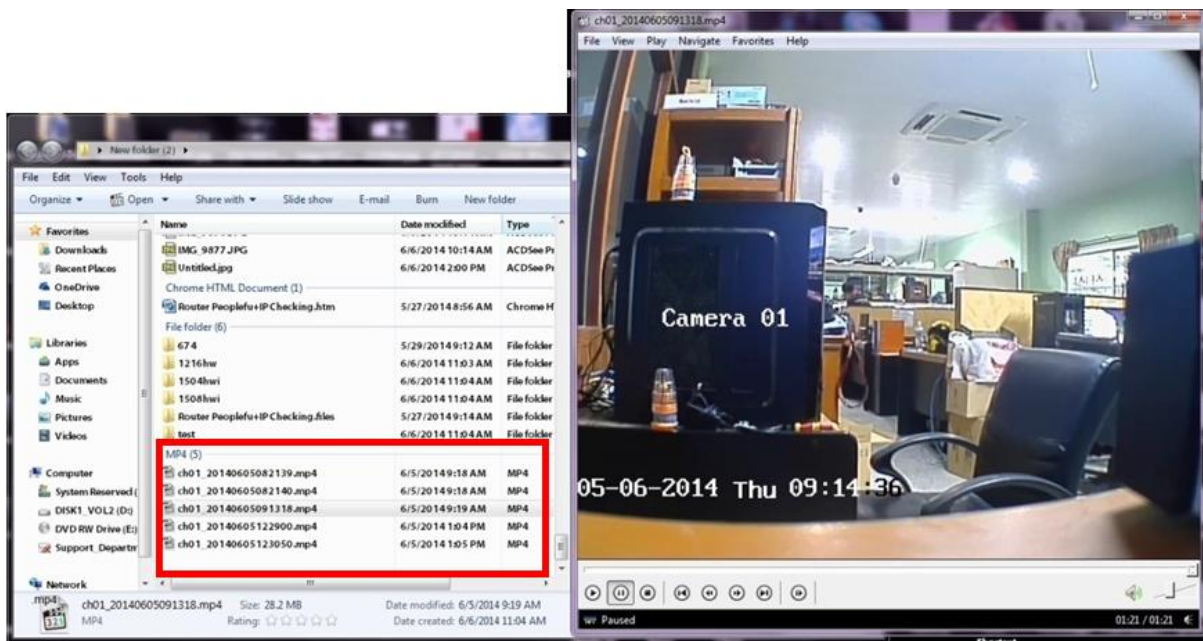 ch01_20140605091318.mp4
File View Play Navigate Favorites Help
New folder (2)
File Edit View Tools Help
Organize Open Share with Slide show E-mail Burn New folder
Favorites
Downloads
Recent Places
OneDrive
Desktop
Libraries
Apps
Documents
Music
Pictures
Videos
Computer
System Reserved (
DISK1_VOL2 (D:)
DVD RW Drive (E:)
Support_Departm
Network
Name Date modified Type
IMG_9877.JPG 6/6/2014 10:14 AM ACDSee Pr
Untitled.jpg 6/6/2014 2:00 PM ACDSee Pr
Chrome HTML Document (1)
Router Peoplefu+IP Checking.htm 5/27/2014 8:56 AM Chrome H
File folder (6)
674 5/29/2014 9:12 AM File folder
1216hw 6/6/2014 11:03 AM File folder
1504hwi 6/6/2014 11:04 AM File folder
1508hwi 6/6/2014 11:04 AM File folder
Router Peoplefu+IP Checking.files 5/27/2014 9:14 AM File folder
test 6/6/2014 11:04 AM File folder
MP4 (5)
ch01_20140605082139.mp4 6/5/2014 9:18 AM MP4
ch01_20140605082140.mp4 6/5/2014 9:18 AM MP4
ch01_20140605091318.mp4 6/5/2014 9:19 AM MP4
ch01_20140605122900.mp4 6/5/2014 1:04 PM MP4
ch01_20140605123050.mp4 6/5/2014 1:05 PM MP4
.mp4
321
ch01_20140605091318.mp4 Size: 28.2 MB Date modified: 6/5/2014 9:19 AM
MP4 Rating: Date created: 6/6/2014 11:04 AM
Camera 01
05-06-2014 Thu 09:14:36
Paused 01:21 / 01:21